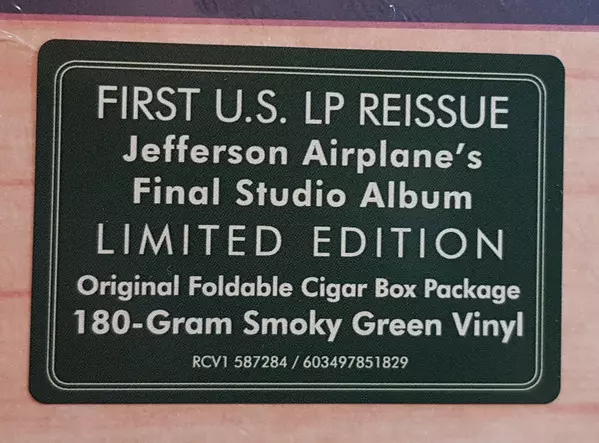 FIRST U.S. LP REISSUE
Jefferson Airplane's
Final Studio Album
LIMITED EDITION
Original Foldable Cigar Box Package
180-Gram Smoky Green Vinyl
RCV1 587284 / 603497851829